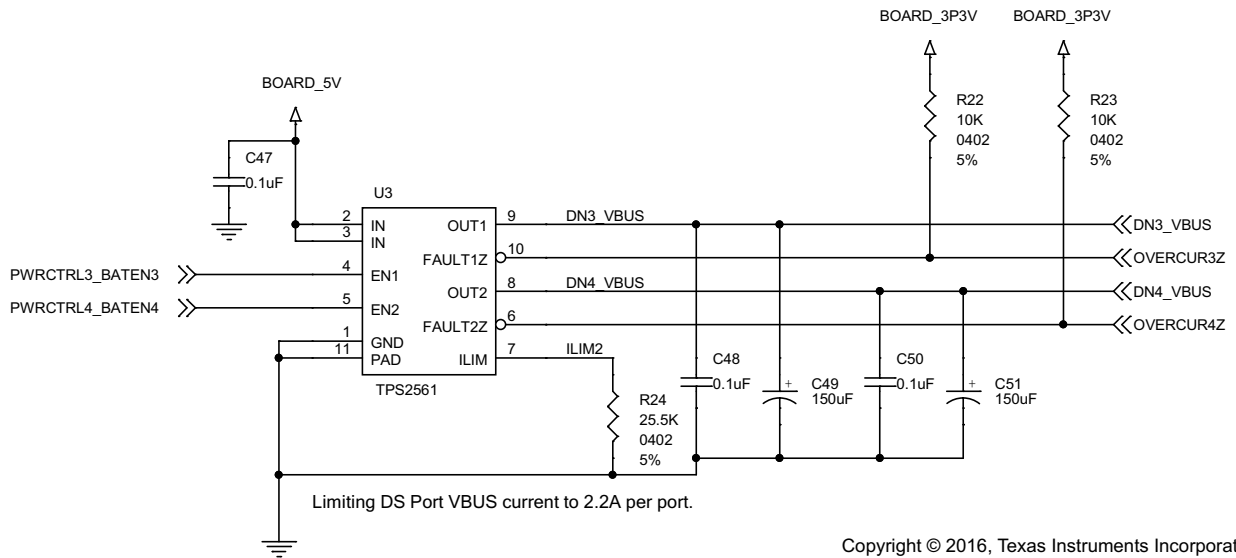 BOARD_3P3V BOARD_3P3V
BOARD_5V
R22
10K
0402
5%
R23
10K
0402
5%
C47
0.1uF
U3
2 IN
3 IN
4 EN1
5 EN2
1 GND
11 PAD
OUT1 9
FAULT1Z 10
OUT2 8
FAULT2Z 6
ILIM 7
TPS2561
PWRCTRL3_BATEN3
PWRCTRL4_BATEN4
DN3_VBUS
DN4_VBUS
ILIM2
DN3_VBUS
OVERCUR3Z
DN4_VBUS
OVERCUR4Z
R24
25.5K
0402
5%
C48
0.1uF
+
C49
150uF
C50
0.1uF
+
C51
150uF
Limiting DS Port VBUS current to 2.2A per port.
Copyright © 2016, Texas Instruments Incorporat